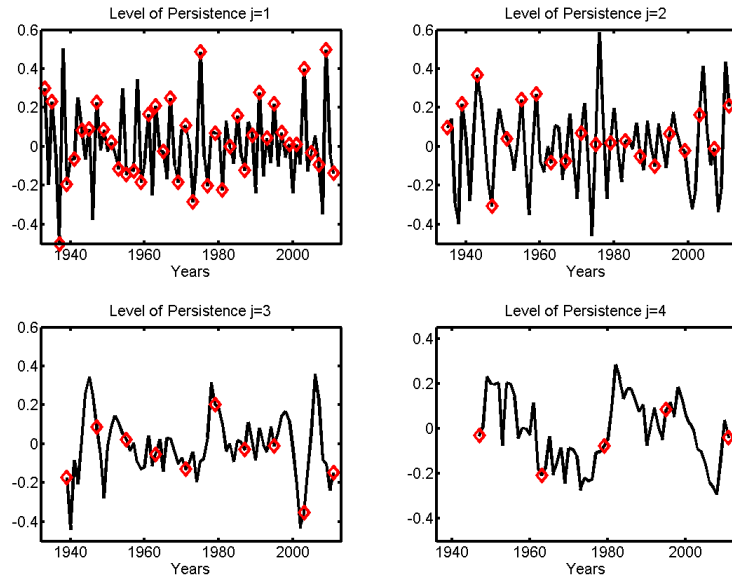 Level of Persistence j=1
0.6
0.4
0.2
0
-0.2
-0.4
1940 1960 1980 2000
Years
Level of Persistence j=2
0.6
0.4
0.2
0
-0.2
-0.4
1940 1960 1980 2000
Years
Level of Persistence j=3
0.6
0.4
0.2
0
-0.2
-0.4
1940 1960 1980 2000
Years
Level of Persistence j=4
0.4
0.2
0
-0.2
-0.4
1940 1960 1980 2000
Years